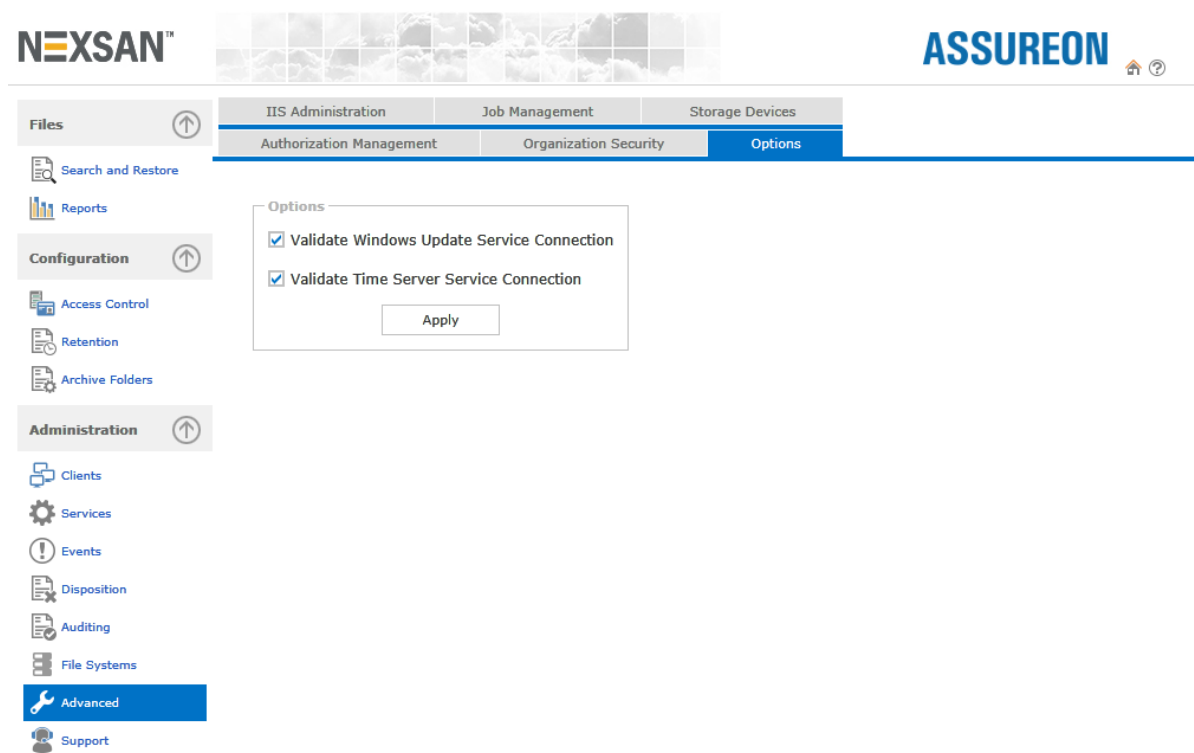 NEXSAN™
ASSUREON
Files
Search and Restore
Reports
Configuration
Access Control
Retention
Archive Folders
Administration
Clients
Services
Events
Disposition
Auditing
File Systems
Advanced
Support
IIS Administration Job Management Storage Devices
Authorization Management Organization Security Options
Options
Validate Windows Update Service Connection
Validate Time Server Service Connection
Apply